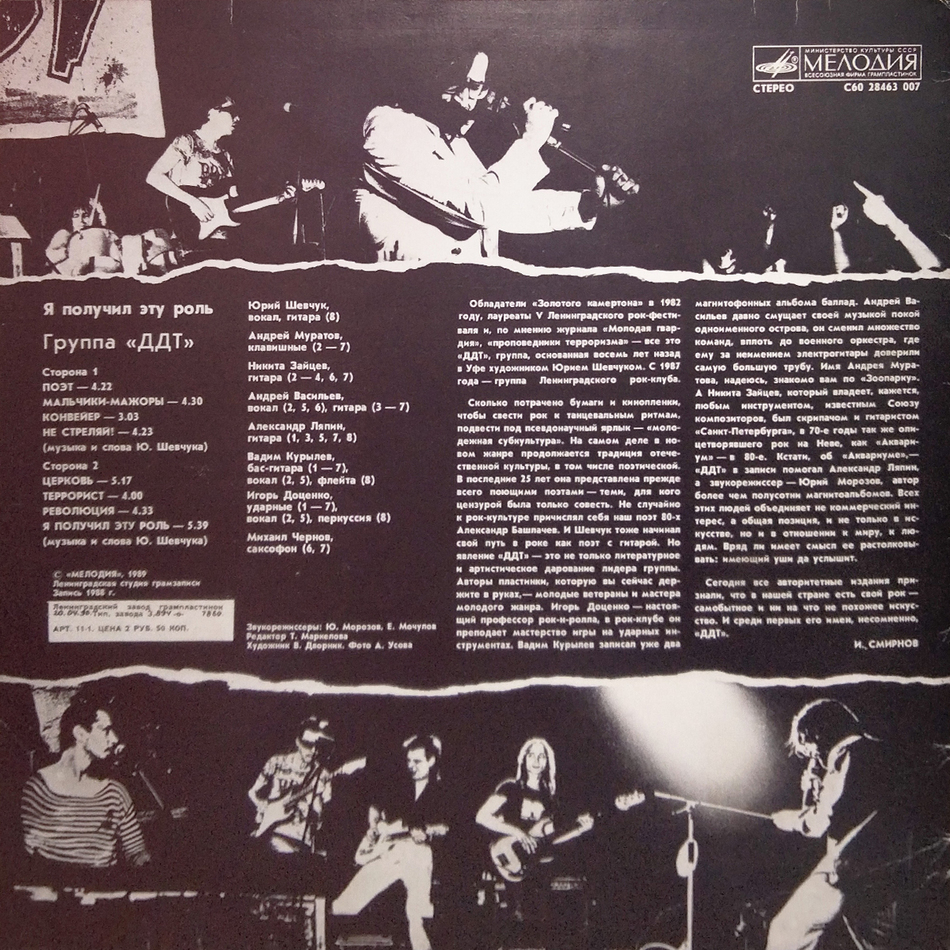 МИНИСТЕРСТВО КУЛЬТУРЫ СССР
МЕЛОДИЯ
ВСЕСОЮЗНАЯ ФИРМА ГРАМПЛАСТИНОК
СТЕРЕО С60 28463 007
Я получил эту роль
Группа «ДДТ»
Сторона 1
ПОЭТ — 4.22
МАЛЬЧИКИ-МАЖОРЫ — 4.30
КОНВЕЙЕР — 3.03
НЕ СТРЕЛЯЙ! — 4.23
(музыка и слова Ю. Шевчука)
Сторона 2
ЦЕРКОВЬ — 5.17
ТЕРРОРИСТ — 4.00
РЕВОЛЮЦИЯ — 4.33
Я ПОЛУЧИЛ ЭТУ РОЛЬ — 5.39
(музыка и слова Ю. Шевчука)
© «МЕЛОДИЯ», 1989
Ленинградская студия грамзаписи
Запись 1988 г.
Ленинградский завод грампластинок
Тип. завода
АРТ. 11-1. ЦЕНА 2 РУБ. 50 КОП.
Юрий Шевчук,
вокал, гитара (8)
Андрей Муратов,
клавишные (2 — 7)
Никита Зайцев,
гитара (2 — 4, 6, 7)
Андрей Васильев,
вокал (2, 5, 6), гитара (3 — 7)
Александр Ляпин,
гитара (1, 3, 5, 7, 8)
Вадим Курылев,
бас-гитара (1 — 7),
вокал (2, 5), флейта (8)
Игорь Доценко,
ударные (1 — 7),
вокал (2, 5), перкуссия (8)
Михаил Чернов,
саксофон (6, 7)
Звукорежиссеры: Ю. Морозов, Е. Мочулов
Редактор Т. Маркелова
Художник В. Дворник. Фото А. Усова
Обладатели «Золотого камертона» в 1982
году, лауреаты V Ленинградского рок-фести-
валя и, по мнению журнала «Молодая гвар-
дия», «проповедники терроризма» — все это
«ДДТ», группа, основанная восемь лет назад
в Уфе художником Юрием Шевчуком. С 1987
года — группа Ленинградского рок-клуба.
Сколько потрачено бумаги и кинопленки,
чтобы свести рок к танцевальным ритмам,
подвести под псевдонаучный ярлык — «моло-
дежная субкультура». На самом деле в но-
вом жанре продолжается традиция отече-
ственной культуры, в том числе поэтической.
В последние 25 лет она представлена прежде
всего поющими поэтами — теми, для кого
цензурой была только совесть. Не случайно
к рок-культуре причислял себя наш поэт 80-х
Александр Башлачев. И Шевчук тоже начинал
свой путь в роке как поэт с гитарой. Но
явление «ДДТ» — это не только литературное
и артистическое дарование лидера группы.
Авторы пластинки, которую вы сейчас дер-
жите в руках,— молодые ветераны и мастера
молодого жанра. Игорь Доценко — настоя-
щий профессор рок-н-ролла, в рок-клубе он
преподает мастерство игры на ударных ин-
струментах. Вадим Курылев записал уже два
магнитофонных альбома баллад. Андрей Ва-
сильев давно смущает своей музыкой покой
одноименного острова, он сменил множество
команд, вплоть до военного оркестра, где
ему за неимением электрогитары доверили
самую большую трубу. Имя Андрея Мура-
това, надеюсь, знакомо вам по «Зоопарку».
А Никита Зайцев, который владеет, кажется,
любым инструментом, известным Союзу
композиторов, был скрипачом и гитаристом
«Санкт-Петербурга», в 70-е годы так же оли-
цетворявшего рок на Неве, как «Аквари-
ум» — в 80-е. Кстати, об «Аквариуме»,—
«ДДТ» в записи помогал Александр Ляпин,
а звукорежиссер — Юрий Морозов, автор
более чем полусотни магнитоальбомов. Всех
этих людей объединяет не коммерческий ин-
терес, а общая позиция, и не только в ис-
кусстве, но и в отношении к миру, к лю-
дям. Вряд ли имеет смысл ее растолковы-
вать: имеющий уши да услышит.
Сегодня все авторитетные издания при-
знали, что в нашей стране есть свой рок —
самобытное и ни на что не похожее искус-
ство. И среди первых его имен, несомненно,
«ДДТ».
И. СМИРНОВ